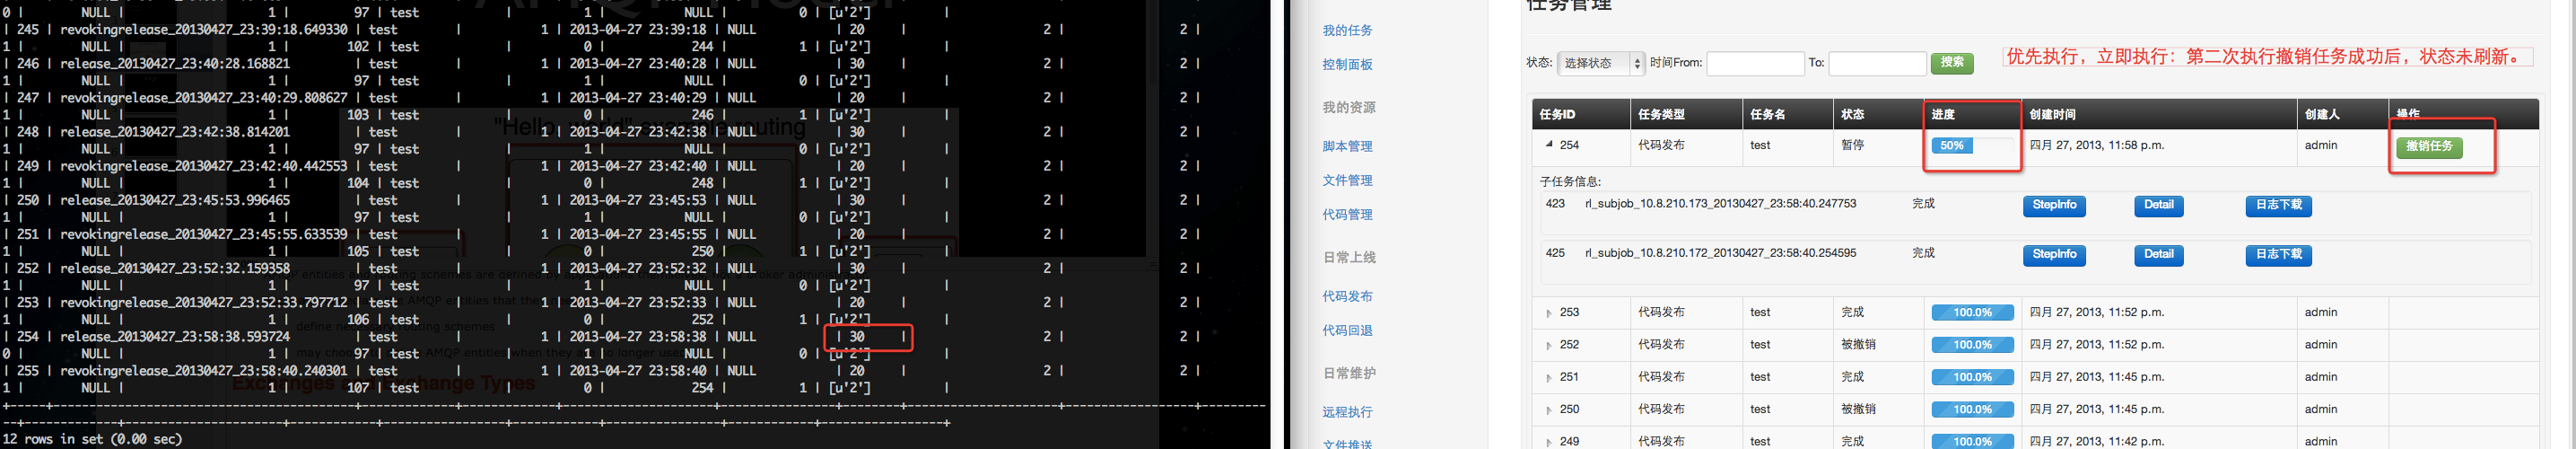 0 | NULL | 1 | 97 | test | 1 | NULL | 0 | [u'2'] |
| 245 | revokingrelease_20130427_23:39:18.649330 | test | 1 | 2013-04-27 23:39:18 | NULL | 20 | 2 | 2 |
1 | NULL | 1 | 102 | test | 0 | 244 | 1 | [u'2'] |
| 246 | release_20130427_23:40:28.168821 | test | 1 | 2013-04-27 23:40:28 | NULL | 30 | 2 | 2 |
1 | NULL | 1 | 97 | test | 1 | NULL | 0 | [u'2'] |
| 247 | revokingrelease_20130427_23:40:29.808627 | test | 1 | 2013-04-27 23:40:29 | NULL | 20 | 2 | 2 |
1 | NULL | 1 | 103 | test | 0 | 246 | 1 | [u'2'] |
| 248 | release_20130427_23:42:38.814201 | test | 1 | 2013-04-27 23:42:38 | NULL | 30 | 2 | 2 |
1 | NULL | 1 | 97 | test | 1 | NULL | 0 | [u'2'] |
| 249 | revokingrelease_20130427_23:42:40.442553 | test | 1 | 2013-04-27 23:42:40 | NULL | 20 | 2 | 2 |
1 | NULL | 1 | 104 | test | 0 | 248 | 1 | [u'2'] |
| 250 | release_20130427_23:45:53.996465 | test | 1 | 2013-04-27 23:45:53 | NULL | 30 | 2 | 2 |
1 | NULL | 1 | 97 | test | 1 | NULL | 0 | [u'2'] |
| 251 | revokingrelease_20130427_23:45:55.633539 | test | 1 | 2013-04-27 23:45:55 | NULL | 20 | 2 | 2 |
1 | NULL | 1 | 105 | test | 0 | 250 | 1 | [u'2'] |
| 252 | release_20130427_23:52:32.159358 | test | 1 | 2013-04-27 23:52:32 | NULL | 30 | 2 | 2 |
1 | NULL | 1 | 97 | test | 1 | NULL | 0 | [u'2'] |
| 253 | revokingrelease_20130427_23:52:33.797712 | test | 1 | 2013-04-27 23:52:33 | NULL | 20 | 2 | 2 |
1 | NULL | 1 | 106 | test | 0 | 252 | 1 | [u'2'] |
| 254 | release_20130427_23:58:38.593724 | test | 1 | 2013-04-27 23:58:38 | NULL | 30 | 2 | 2 |
0 | NULL | 1 | 97 | test | 1 | NULL | 0 | [u'2'] |
| 255 | revokingrelease_20130427_23:58:40.240301 | test | 1 | 2013-04-27 23:58:40 | NULL | 20 | 2 | 2 |
1 | NULL | 1 | 107 | test | 0 | 254 | 1 | [u'2'] |
12 rows in set (0.00 sec)
"Hello, world" example routing
define necessary routing schemes
Exchanges and Exchange Types
我的任务
控制面板
我的资源
脚本管理
文件管理
代码管理
日常上线
代码发布
代码回退
日常维护
远程执行
文件推送
任务管理
状态: 选择状态 时间From: To: 搜索
优先执行，立即执行：第二次执行撤销任务成功后，状态未刷新。
任务ID 任务类型 任务名 状态 进度 创建时间 创建人 操作
254 代码发布 test 暂停 50% 四月 27, 2013, 11:58 p.m. admin 撤销任务
子任务信息:
423 rl_subjob_10.8.210.173_20130427_23:58:40.247753 完成 StepInfo Detail 日志下载
425 rl_subjob_10.8.210.172_20130427_23:58:40.254595 完成 StepInfo Detail 日志下载
253 代码发布 test 完成 100.0% 四月 27, 2013, 11:52 p.m. admin
252 代码发布 test 被撤销 100.0% 四月 27, 2013, 11:52 p.m. admin
251 代码发布 test 完成 100.0% 四月 27, 2013, 11:45 p.m. admin
250 代码发布 test 被撤销 100.0% 四月 27, 2013, 11:45 p.m. admin
249 代码发布 test 完成 100.0% 四月 27, 2013, 11:42 p.m. admin